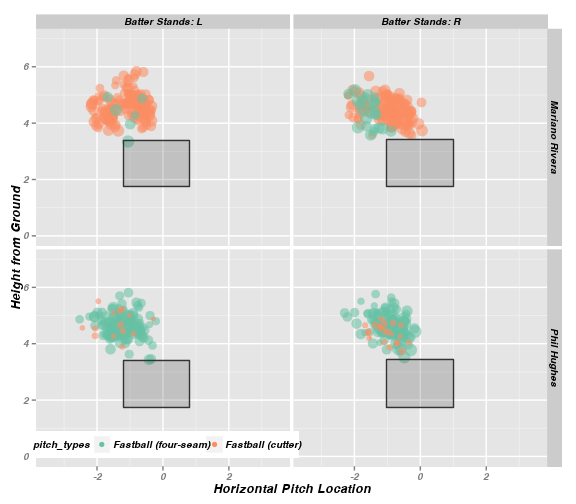 Batter Stands: L
Batter Stands: R
6
4
2
0
Mariano Rivera
Height from Ground
6
4
2
0
Phil Hughes
pitch_types Fastball (four-seam) Fastball (cutter)
-2 0 2 -2 0 2
Horizontal Pitch Location